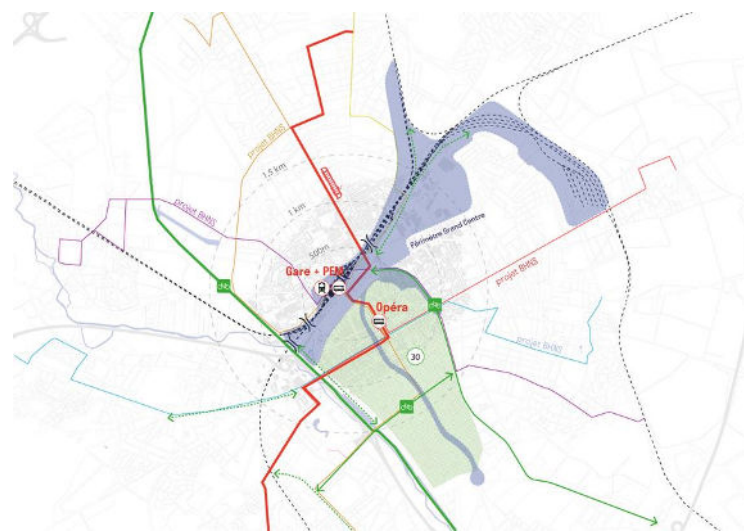 projet BHNS
1,5 km
projet BHNS
1 km
500m
Périmètre Grand Centre
Gare + PEM
projet BHNS
Opéra
projet BHNS
30